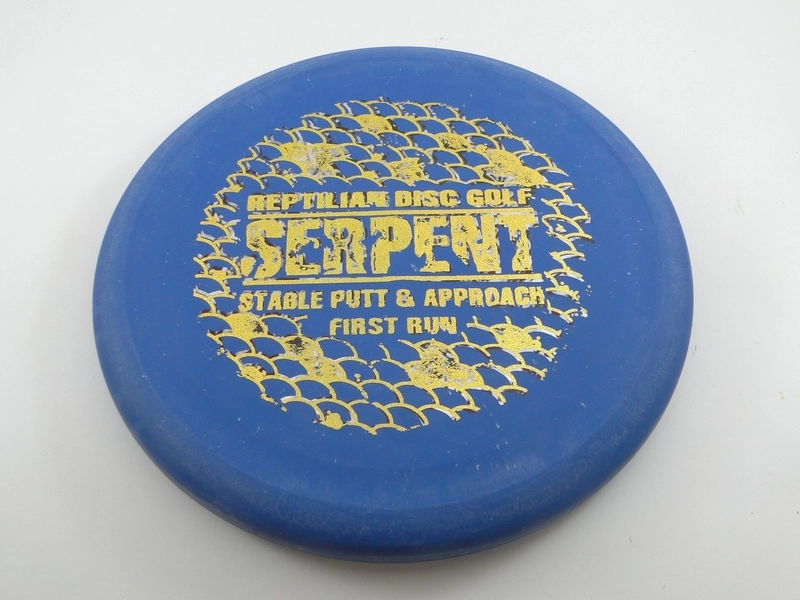 REPTILIAN DISC GOLF
SERPENT
STABLE PUTT & APPROACH
FIRST RUN